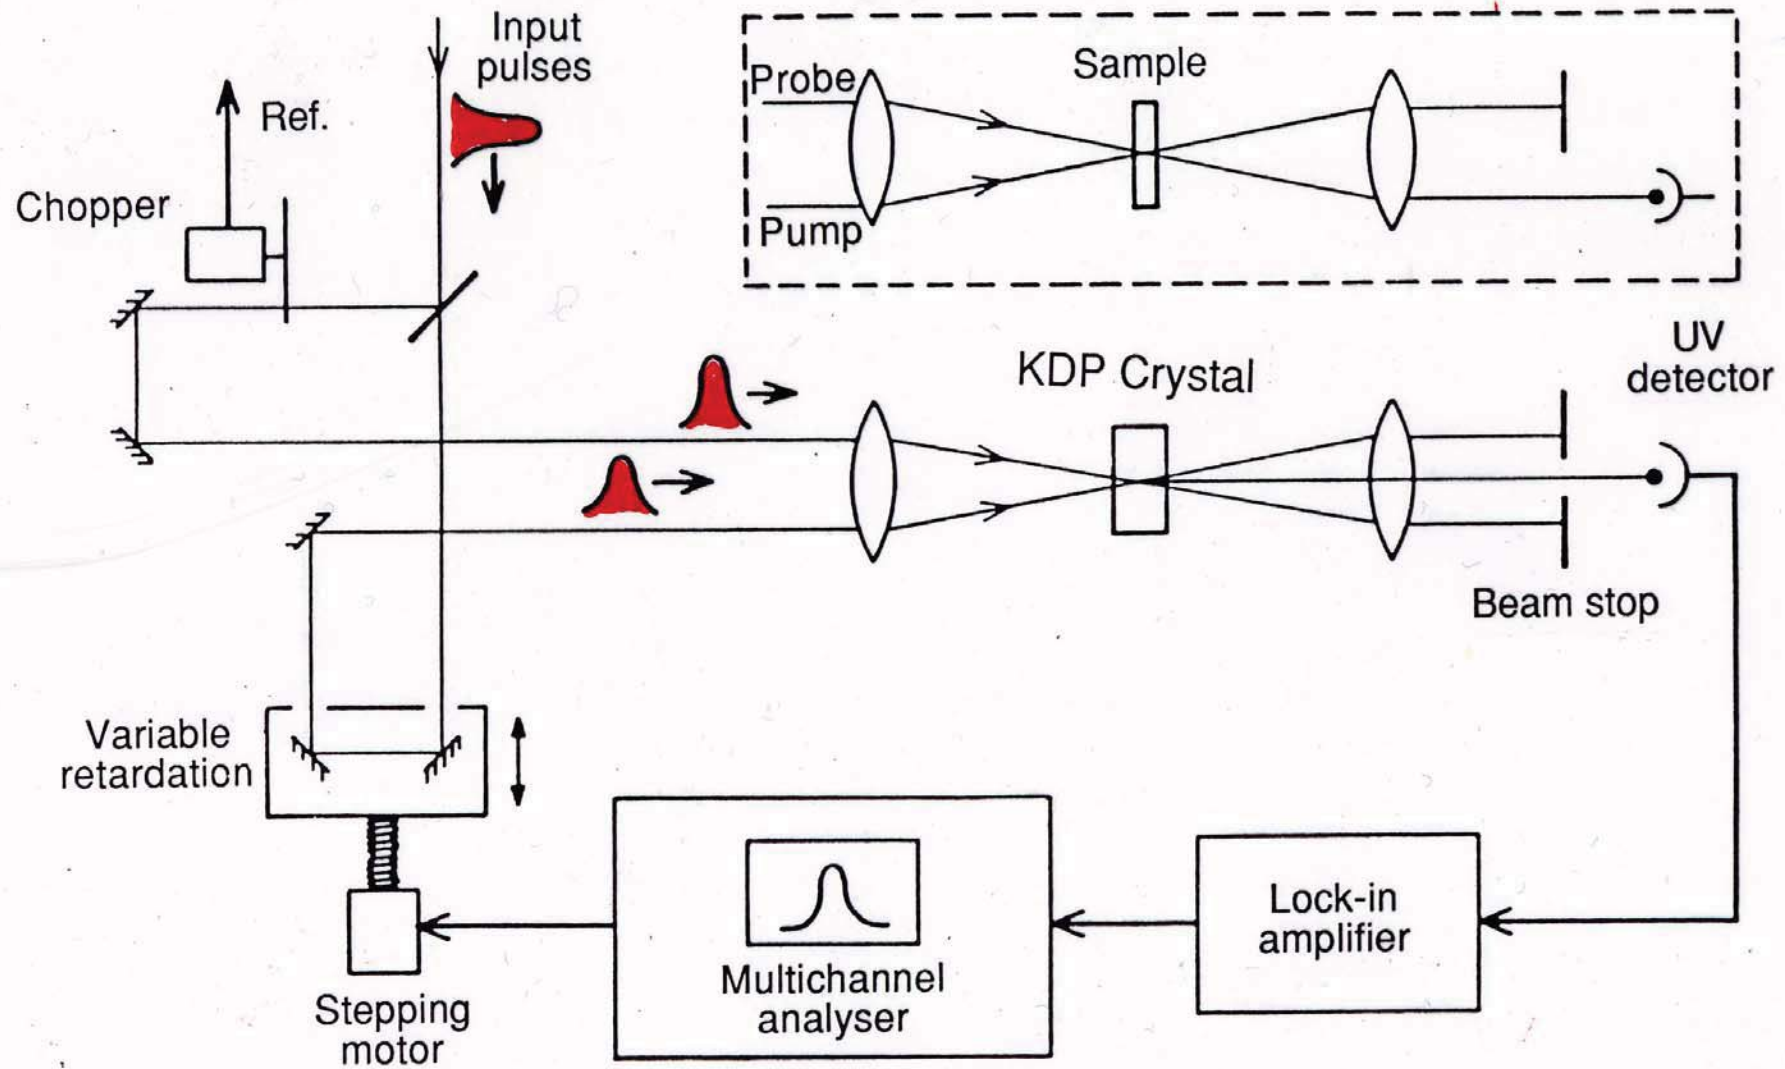 Input
pulses
Ref.
Chopper
Probe
Sample
Pump
KDP Crystal
UV
detector
Beam stop
Variable
retardation
Stepping
motor
Multichannel
analyser
Lock-in
amplifier